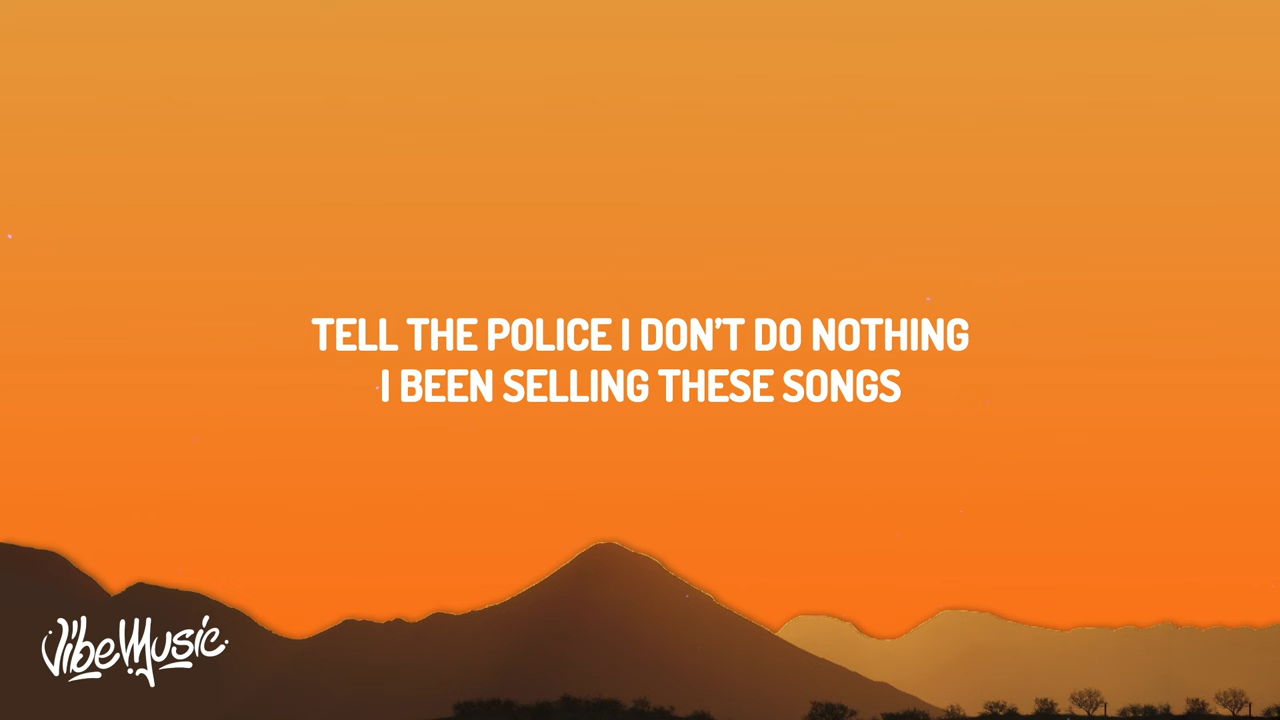 TELL THE POLICE I DON’T DO NOTHING
I BEEN SELLING THESE SONGS
VibeMusic